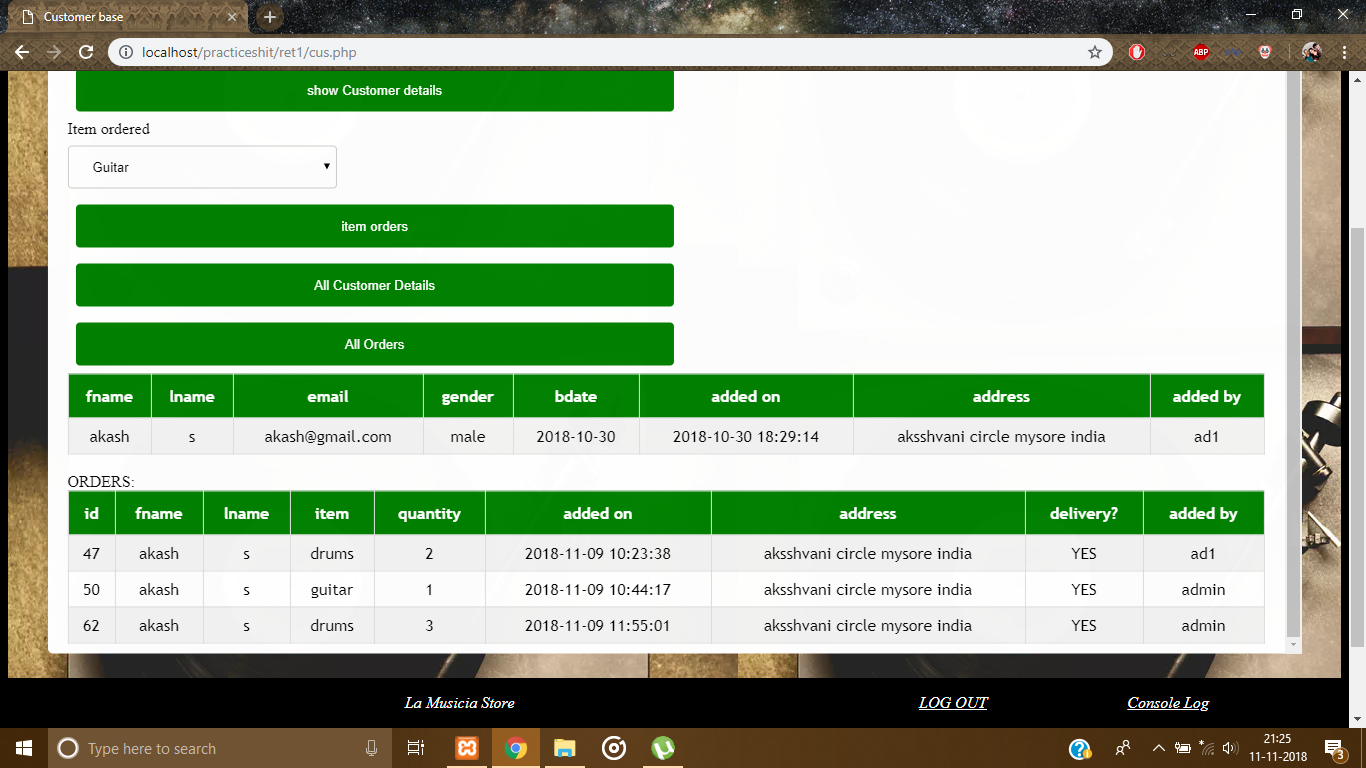 Customer base
localhost/practiceshit/ret1/cus.php
ABP
show Customer details
Item ordered
Guitar
item orders
All Customer Details
All Orders
fname lname email gender bdate added on address added by
akash s akash@gmail.com male 2018-10-30 2018-10-30 18:29:14 aksshvani circle mysore india ad1
ORDERS:
id fname lname item quantity added on address delivery? added by
47 akash s drums 2 2018-11-09 10:23:38 aksshvani circle mysore india YES ad1
50 akash s guitar 1 2018-11-09 10:44:17 aksshvani circle mysore india YES admin
62 akash s drums 3 2018-11-09 11:55:01 aksshvani circle mysore india YES admin
La Musicia Store LOG OUT Console Log
Type here to search
21:25
11-11-2018
3